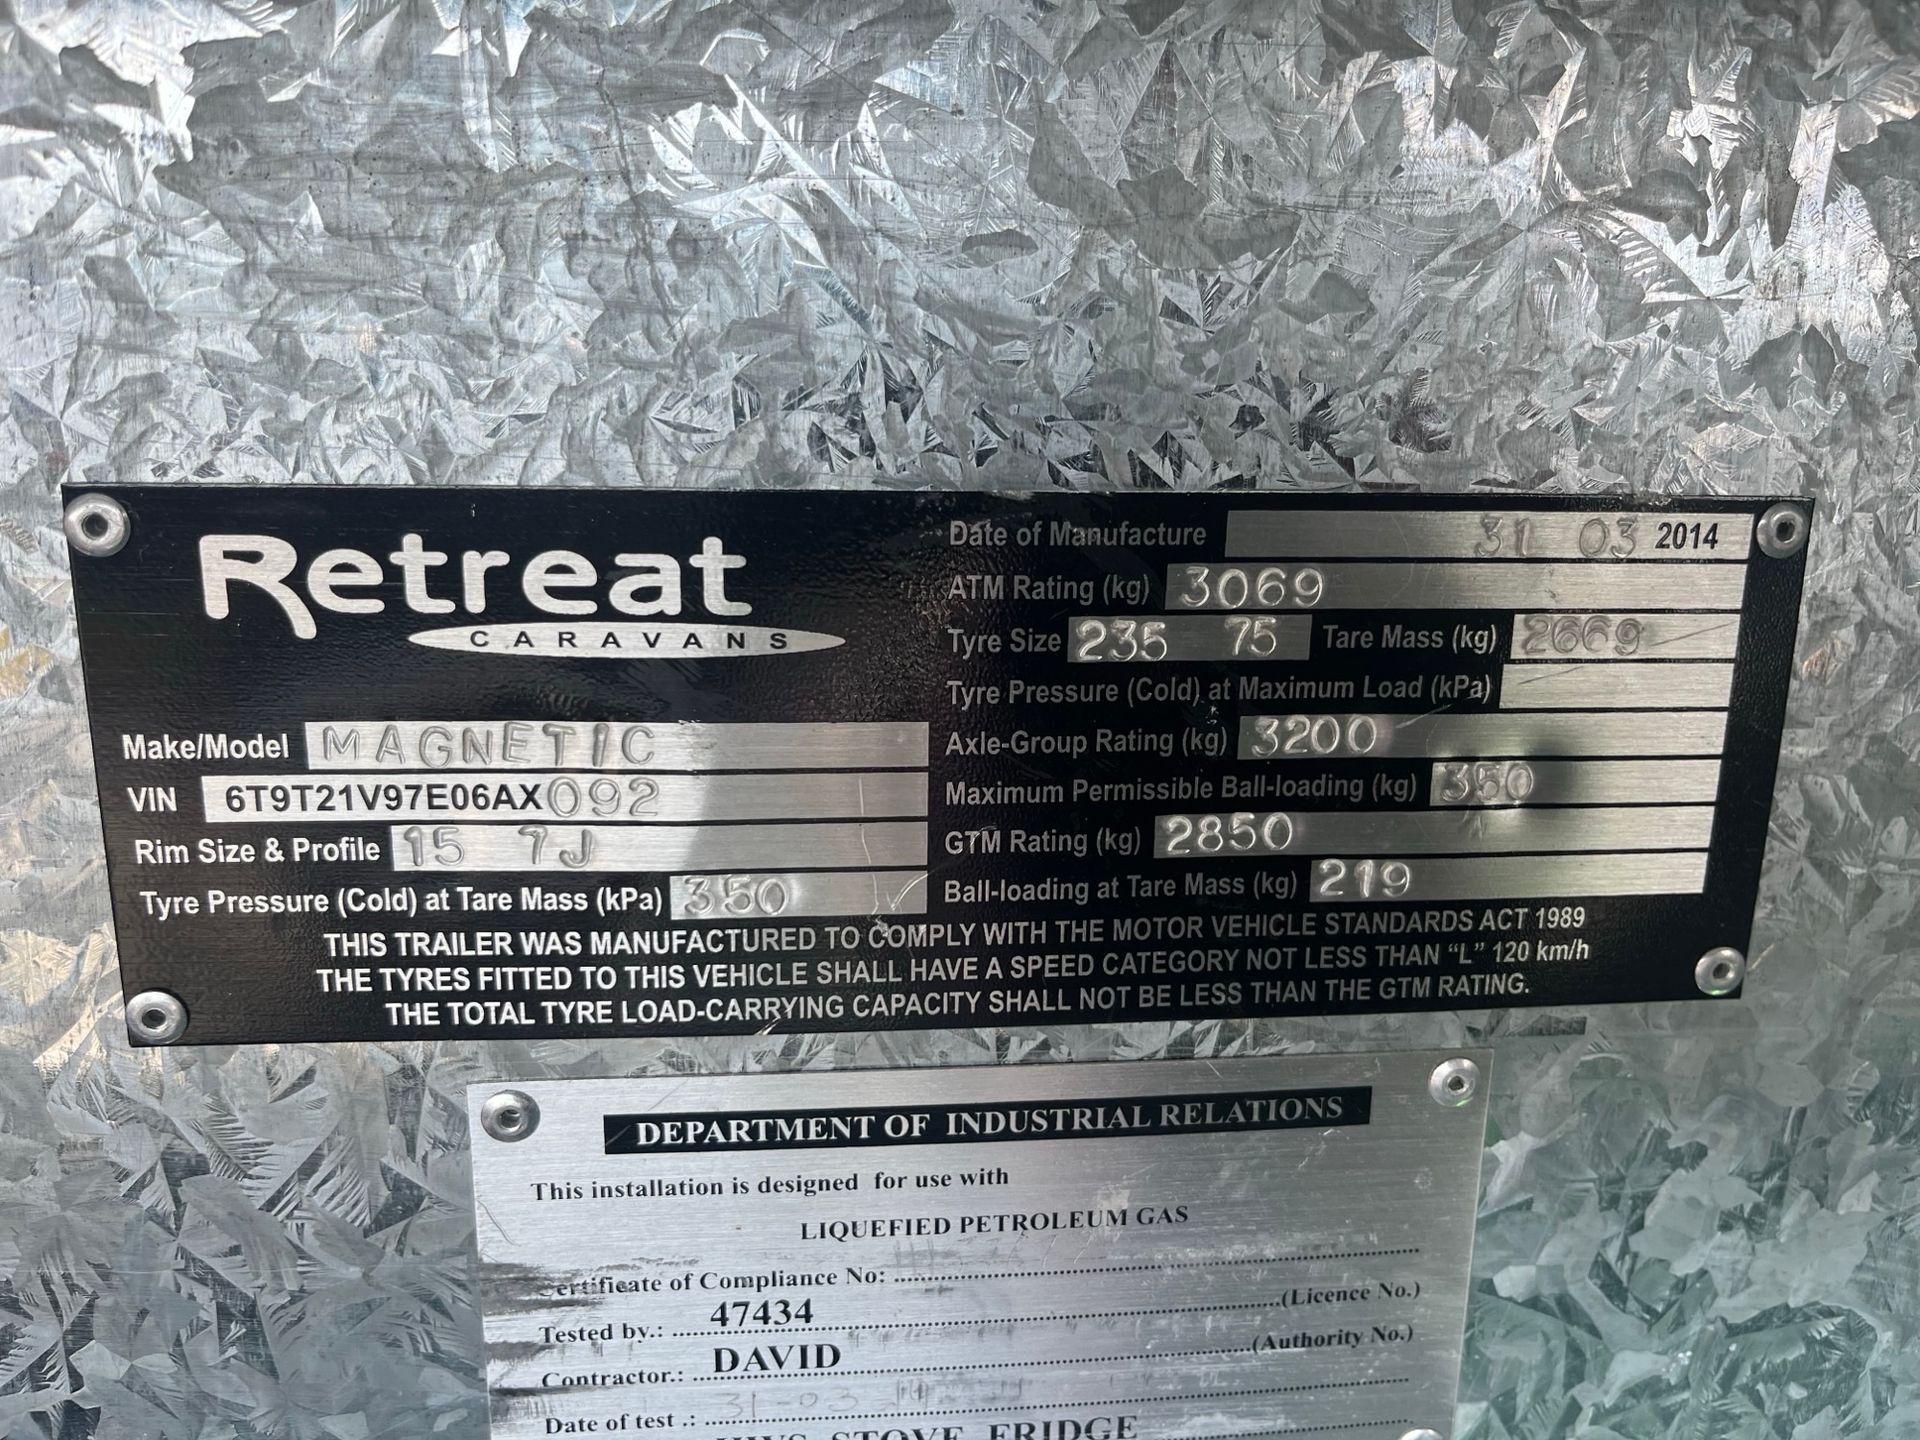 Retreat
CARAVANS
Make/Model MAGNETIC
VIN 6T9T21V97E06AX092
Rim Size & Profile 15 7J
Tyre Pressure (Cold) at Tare Mass (kPa) 350
Date of Manufacture 31 03 2014
ATM Rating (kg) 3069
Tyre Size 235 75 Tare Mass (kg) 2669
Tyre Pressure (Cold) at Maximum Load (kPa)
Axle-Group Rating (kg) 3200
Maximum Permissible Ball-loading (kg) 350
GTM Rating (kg) 2850
Ball-loading at Tare Mass (kg) 219
THIS TRAILER WAS MANUFACTURED TO COMPLY WITH THE MOTOR VEHICLE STANDARDS ACT 1989
THE TYRES FITTED TO THIS VEHICLE SHALL HAVE A SPEED CATEGORY NOT LESS THAN "L" 120 km/h
THE TOTAL TYRE LOAD-CARRYING CAPACITY SHALL NOT BE LESS THAN THE GTM RATING.
DEPARTMENT OF INDUSTRIAL RELATIONS
This installation is designed for use with
LIQUEFIED PETROLEUM GAS
Certificate of Compliance No:
Tested by.: 47434 (Licence No.)
Contractor.: DAVID (Authority No.)
Date of test .: 31-03-14
STOVE FRIDGE